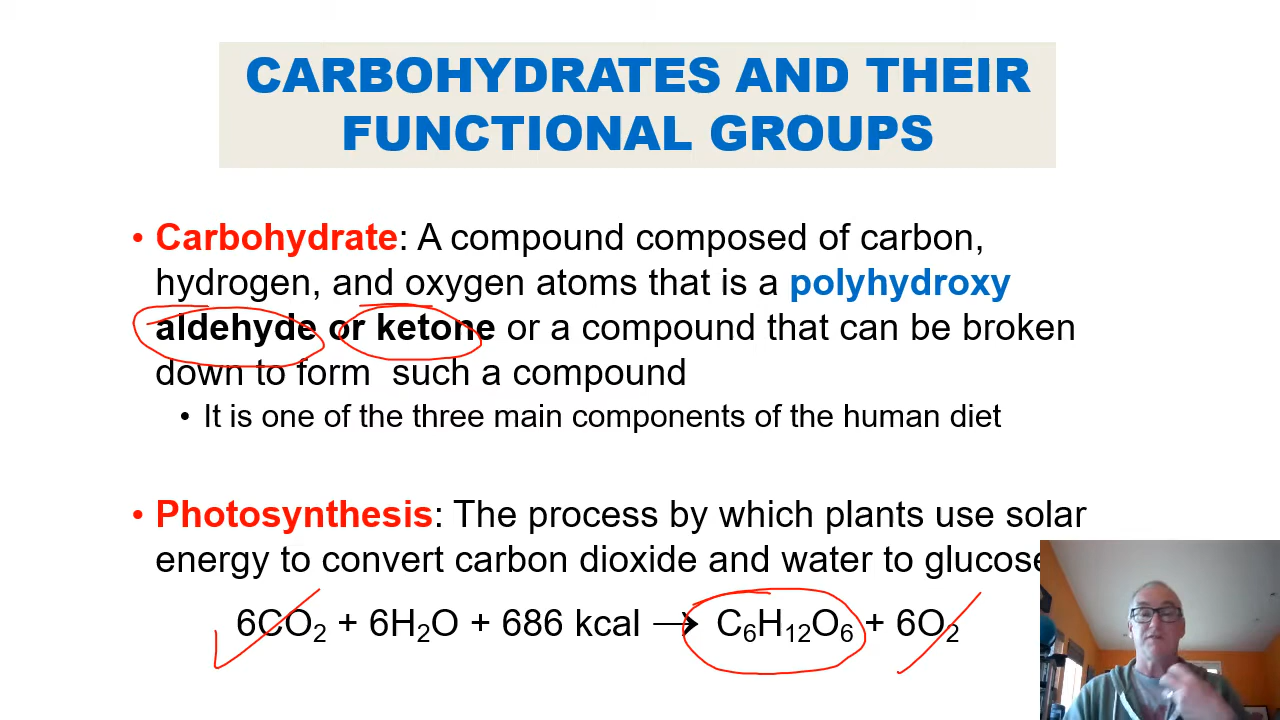 CARBOHYDRATES AND THEIR
FUNCTIONAL GROUPS
• Carbohydrate: A compound composed of carbon,
hydrogen, and oxygen atoms that is a polyhydroxy
aldehyde or ketone or a compound that can be broken
down to form such a compound
• It is one of the three main components of the human diet
• Photosynthesis: The process by which plants use solar
energy to convert carbon dioxide and water to glucose
6CO₂ + 6H₂O + 686 kcal → C₆H₁₂O₆ + 6O₂